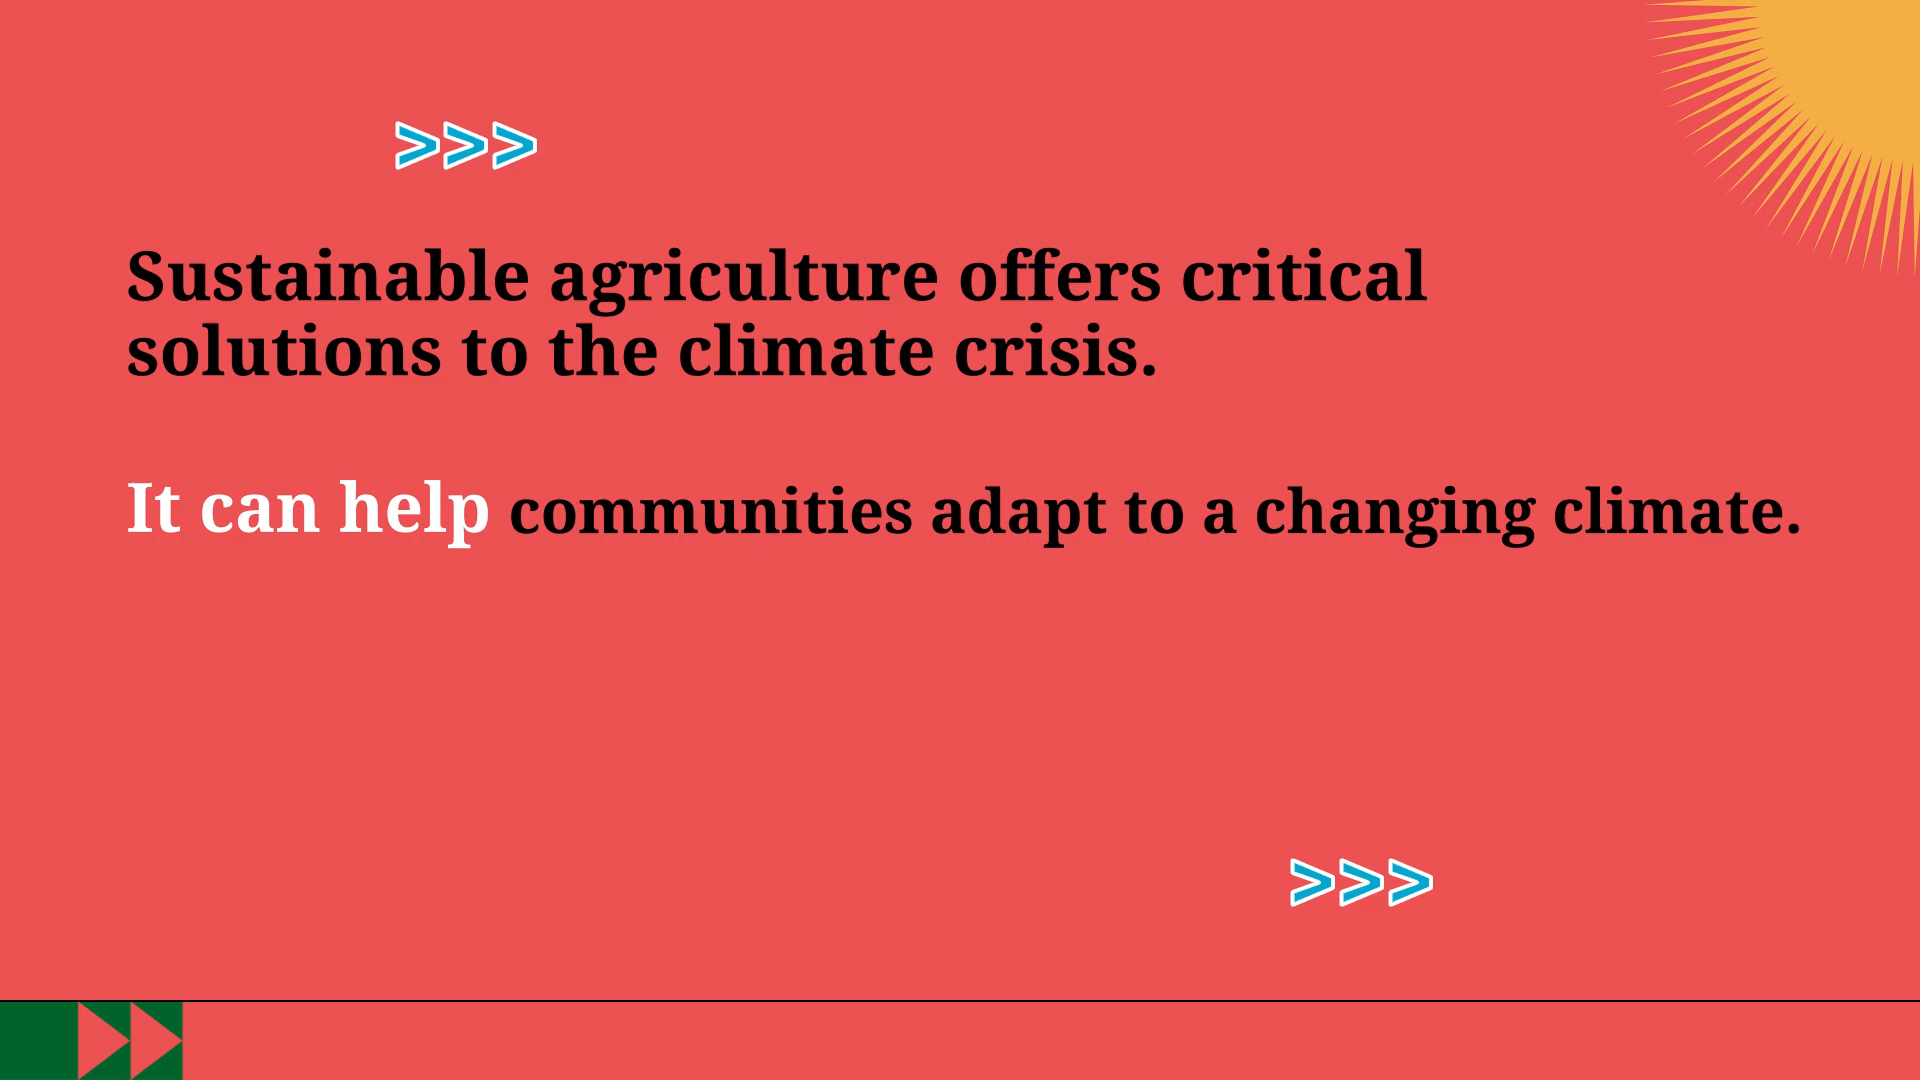 >>>
Sustainable agriculture offers critical
solutions to the climate crisis.
It can help communities adapt to a changing climate.
>>>